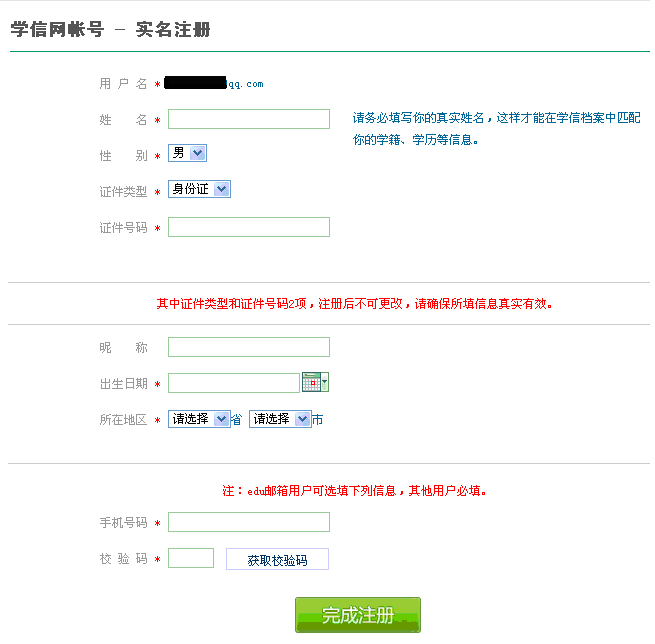 学信网帐号 - 实名注册
用 户 名 * qq.com
姓 名 * 请务必填写你的真实姓名，这样才能在学信档案中匹配
你的学籍、学历等信息。
性 别 * 男
证件类型 * 身份证
证件号码 *
其中证件类型和证件号码2项，注册后不可更改，请确保所填信息真实有效。
昵 称
出生日期 *
所在地区 * 请选择 省 请选择 市
注：edu邮箱用户可选填下列信息，其他用户必填。
手机号码 *
校 验 码 * 获取校验码
完成注册